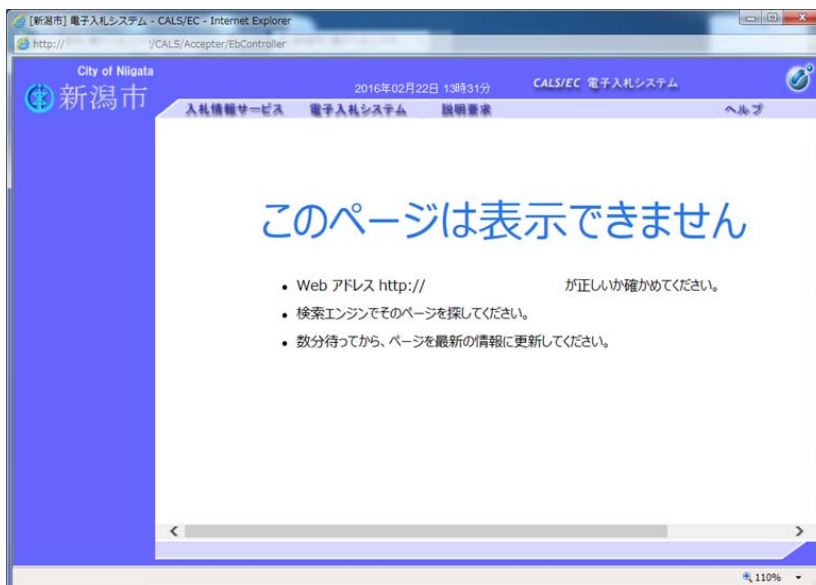 [新潟市] 電子入札システム - CALS/EC - Internet Explorer
http:// :/CALS/Accepter/EbController
City of Niigata
新潟市
2016年02月22日 13時31分
CALS/EC 電子入札システム
入札情報サービス 電子入札システム 説明要求 ヘルプ
このページは表示できません
• Web アドレス http:// が正しいか確かめてください。
• 検索エンジンでそのページを探してください。
• 数分待ってから、ページを最新の情報に更新してください。
110%